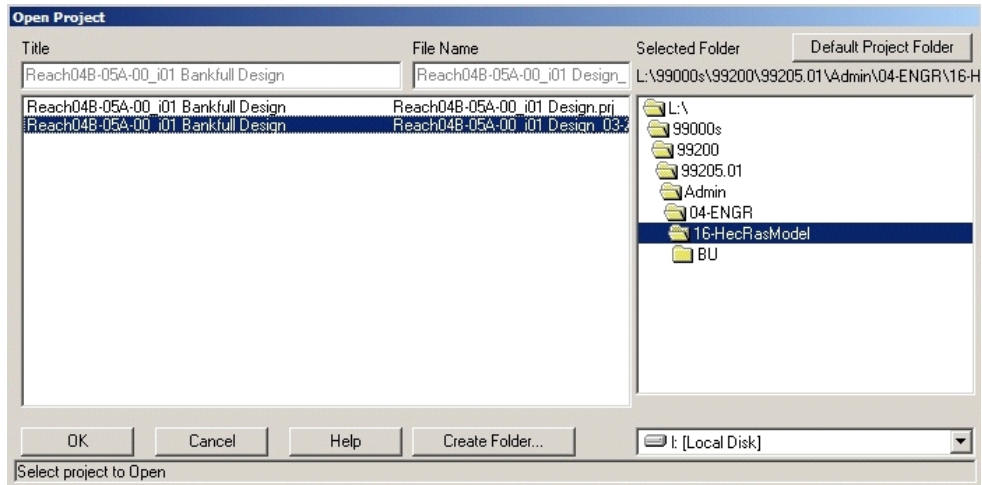 Open Project
Title
File Name
Selected Folder
Default Project Folder
Reach04B-05A-00_i01 Bankfull Design
Reach04B-05A-00_i01 Design_
L:\99000s\99200\99205.01\Admin\04-ENGR\16-H
Reach04B-05A-00_i01 Bankfull Design
Reach04B-05A-00_i01 Design.prj
Reach04B-05A-00_i01 Bankfull Design
Reach04B-05A-00_i01 Design_03-2
L:\
99000s
99200
99205.01
Admin
04-ENGR
16-HecRasModel
BU
OK
Cancel
Help
Create Folder...
l: [Local Disk]
Select project to Open